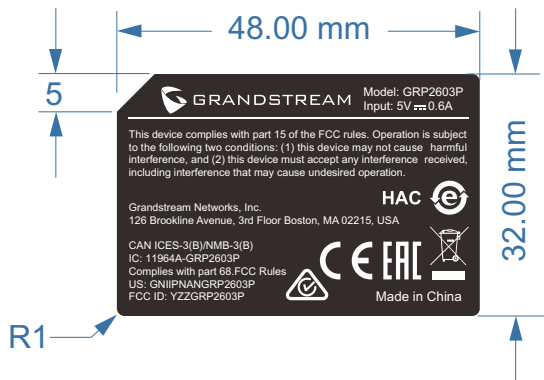 48.00 mm
5
GRANDSTREAM
Model: GRP2603P
Input: 5V⎓0.6A
This device complies with part 15 of the FCC rules. Operation is subject
to the following two conditions: (1) this device may not cause harmful
interference, and (2) this device must accept any interference received,
including interference that may cause undesired operation.
HAC
Grandstream Networks, Inc.
126 Brookline Avenue, 3rd Floor Boston, MA 02215, USA
CAN ICES-3(B)/NMB-3(B)
IC: 11964A-GRP2603P
Complies with part 68.FCC Rules
US: GNIIPNANGRP2603P
FCC ID: YZZGRP2603P
CE EAC
Made in China
32.00 mm
R1